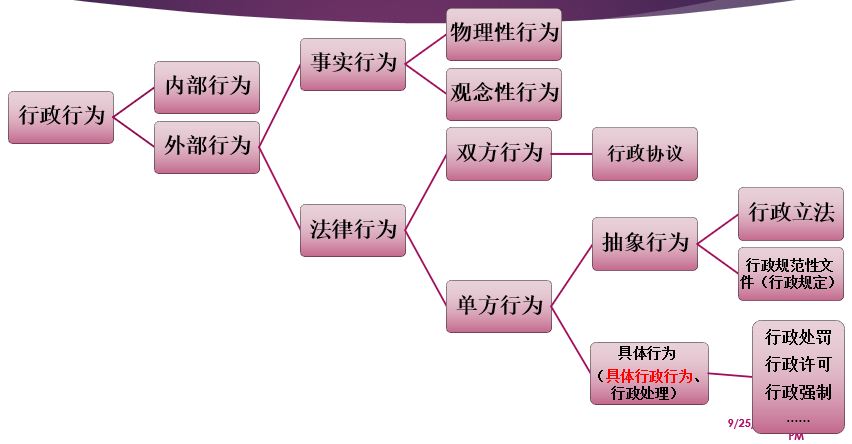 物理性行为
事实行为
观念性行为
内部行为
行政行为
外部行为
双方行为
行政协议
法律行为
行政立法
抽象行为
行政规范性文
件（行政规定）
单方行为
具体行为
（具体行政行为、
行政处理）
行政处罚
行政许可
行政强制
......
9/25,
PM